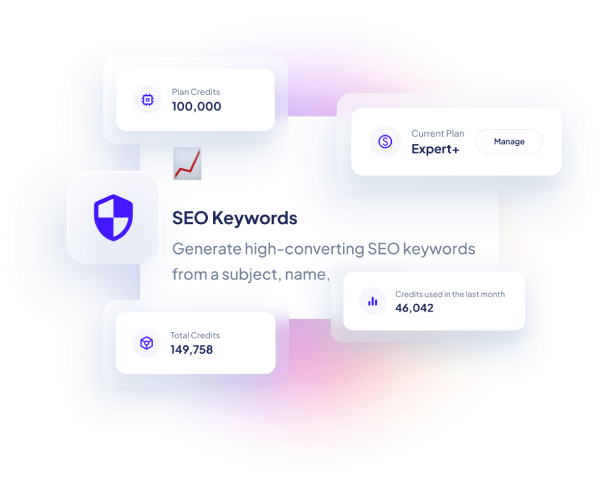 Plan Credits
100,000
Current Plan
Expert+
Manage
SEO Keywords
Generate high-converting SEO keywords
from a subject, name,
Credits used in the last month
46,042
Total Credits
149,758